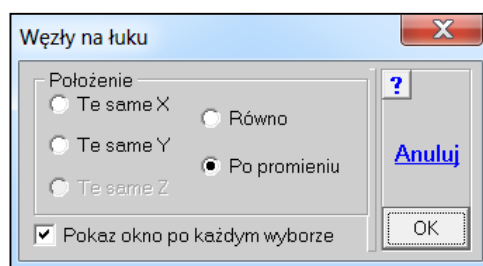 Węzły na łuku
X
Położenie
Te same X
Te same Y
Te same Z
Równo
Po promieniu
Pokaz okno po każdym wyborze
?
Anuluj
OK